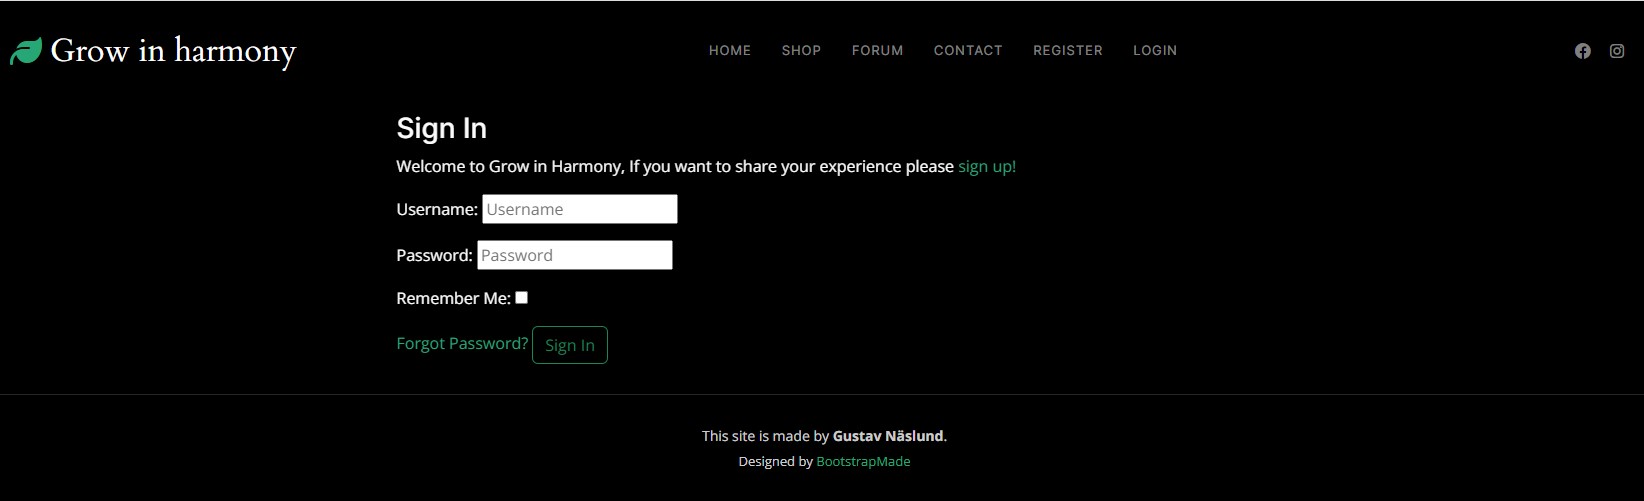 Grow in harmony
HOME SHOP FORUM CONTACT REGISTER LOGIN
Sign In
Welcome to Grow in Harmony, If you want to share your experience please sign up!
Username: Username
Password: Password
Remember Me:
Forgot Password? Sign In
This site is made by Gustav Näslund.
Designed by BootstrapMade